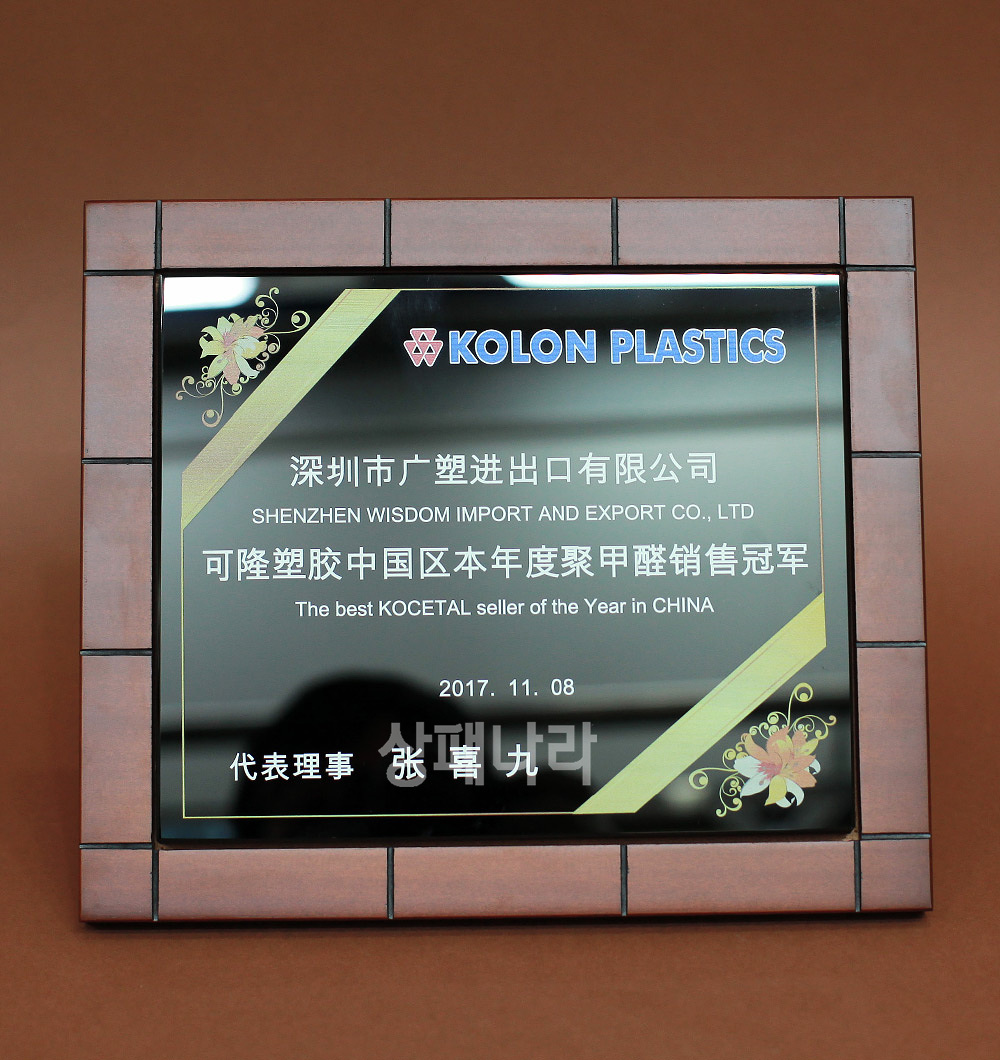 KOLON PLASTICS
深圳市广塑进出口有限公司
SHENZHEN WISDOM IMPORT AND EXPORT CO., LTD
可隆塑胶中国区本年度聚甲醛销售冠军
The best KOCETAL seller of the Year in CHINA
2017. 11. 08
상패나라
代表理事 张 喜 九